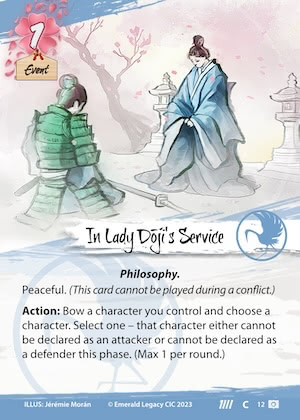 1
Event
In Lady Doji's Service
Philosophy.
Peaceful. (This card cannot be played during a conflict.)
Action: Bow a character you control and choose a
character. Select one – that character either cannot
be declared as an attacker or cannot be declared as
a defender this phase. (Max 1 per round.)
ILLUS: Jérémie Morán © Emerald Legacy CIC 2023 C 12